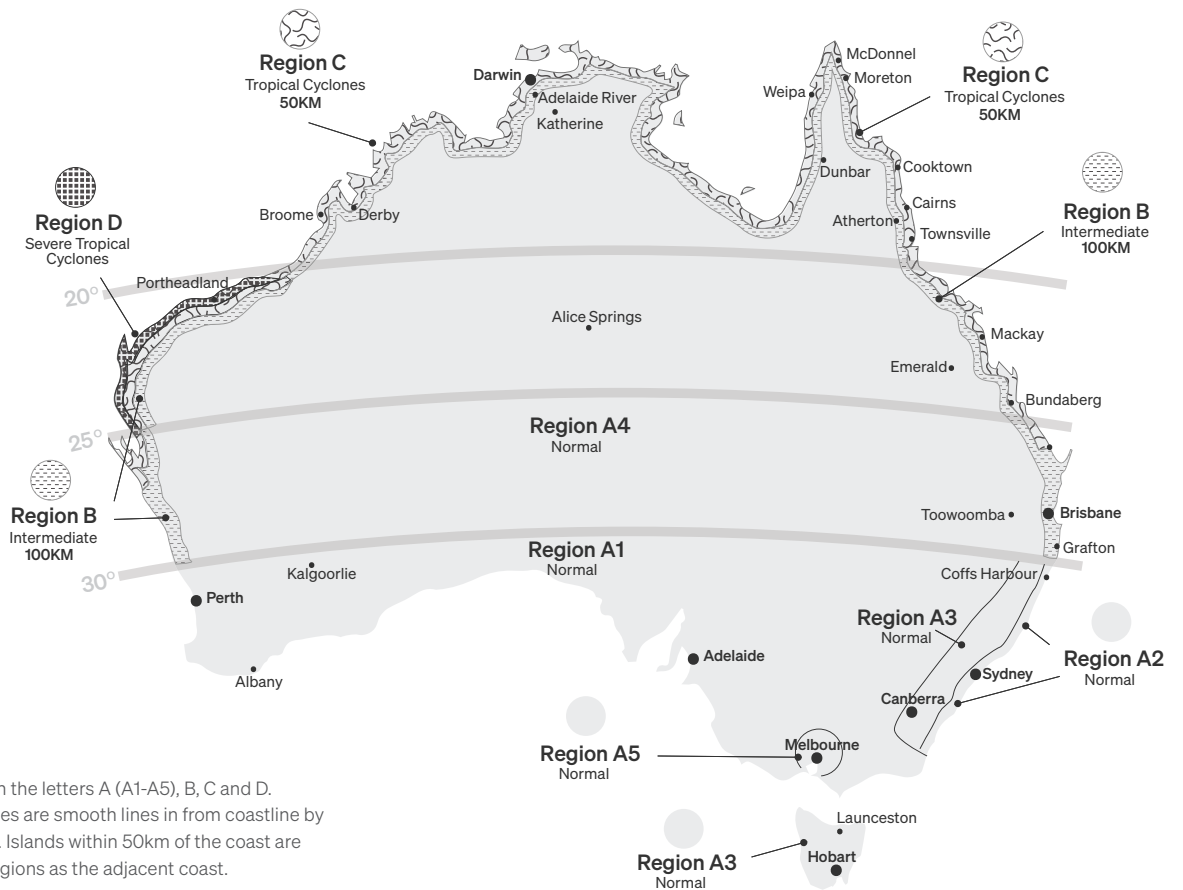 Region C
Tropical Cyclones
50KM
Darwin
Adelaide River
Katherine
McDonnel
Moreton
Weipa
Region C
Tropical Cyclones
50KM
Dunbar
Cooktown
Cairns
Atherton
Townsville
Region B
Intermediate
100KM
Region D
Severe Tropical
Cyclones
Broome
Derby
Portheadland
20°
Alice Springs
Mackay
Emerald
Bundaberg
25°
Region A4
Normal
Region B
Intermediate
100KM
Toowoomba
Brisbane
Grafton
Region A1
Normal
30°
Kalgoorlie
Coffs Harbour
Perth
Region A3
Normal
Adelaide
Region A2
Normal
Sydney
Albany
Canberra
Region A5
Normal
Melbourne
n the letters A (A1-A5), B, C and D.
es are smooth lines in from coastline by
. Islands within 50km of the coast are
gions as the adjacent coast.
Launceston
Region A3
Normal
Hobart